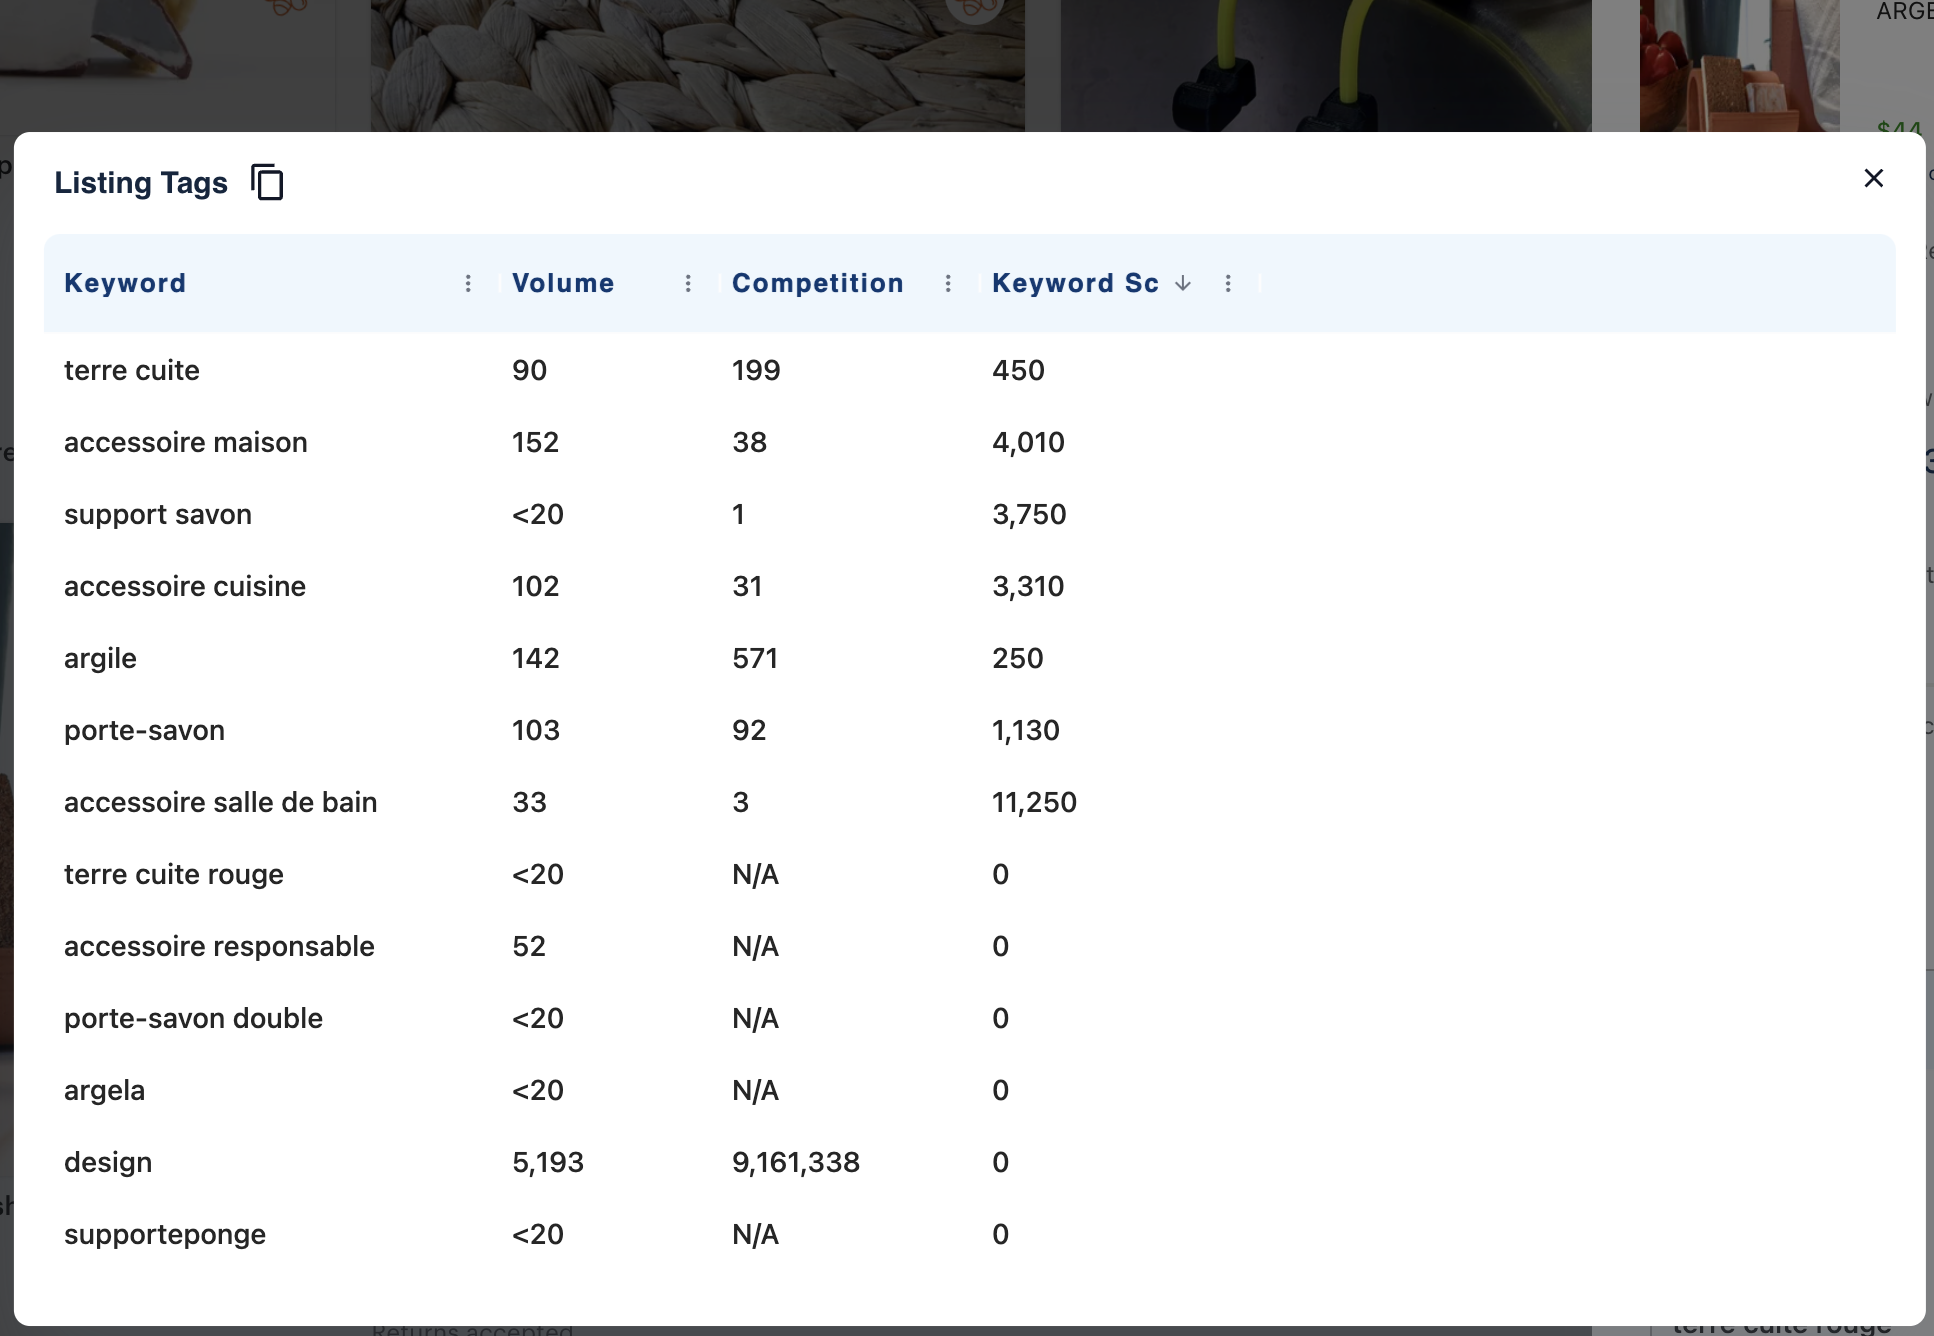 ARGE
$44
Listing Tags
Keyword Volume Competition Keyword Sc
terre cuite 90 199 450
accessoire maison 152 38 4,010
support savon <20 1 3,750
accessoire cuisine 102 31 3,310
argile 142 571 250
porte-savon 103 92 1,130
accessoire salle de bain 33 3 11,250
terre cuite rouge <20 N/A 0
accessoire responsable 52 N/A 0
porte-savon double <20 N/A 0
argela <20 N/A 0
design 5,193 9,161,338 0
supporteponge <20 N/A 0
Returns accepted
terre cuite rouge